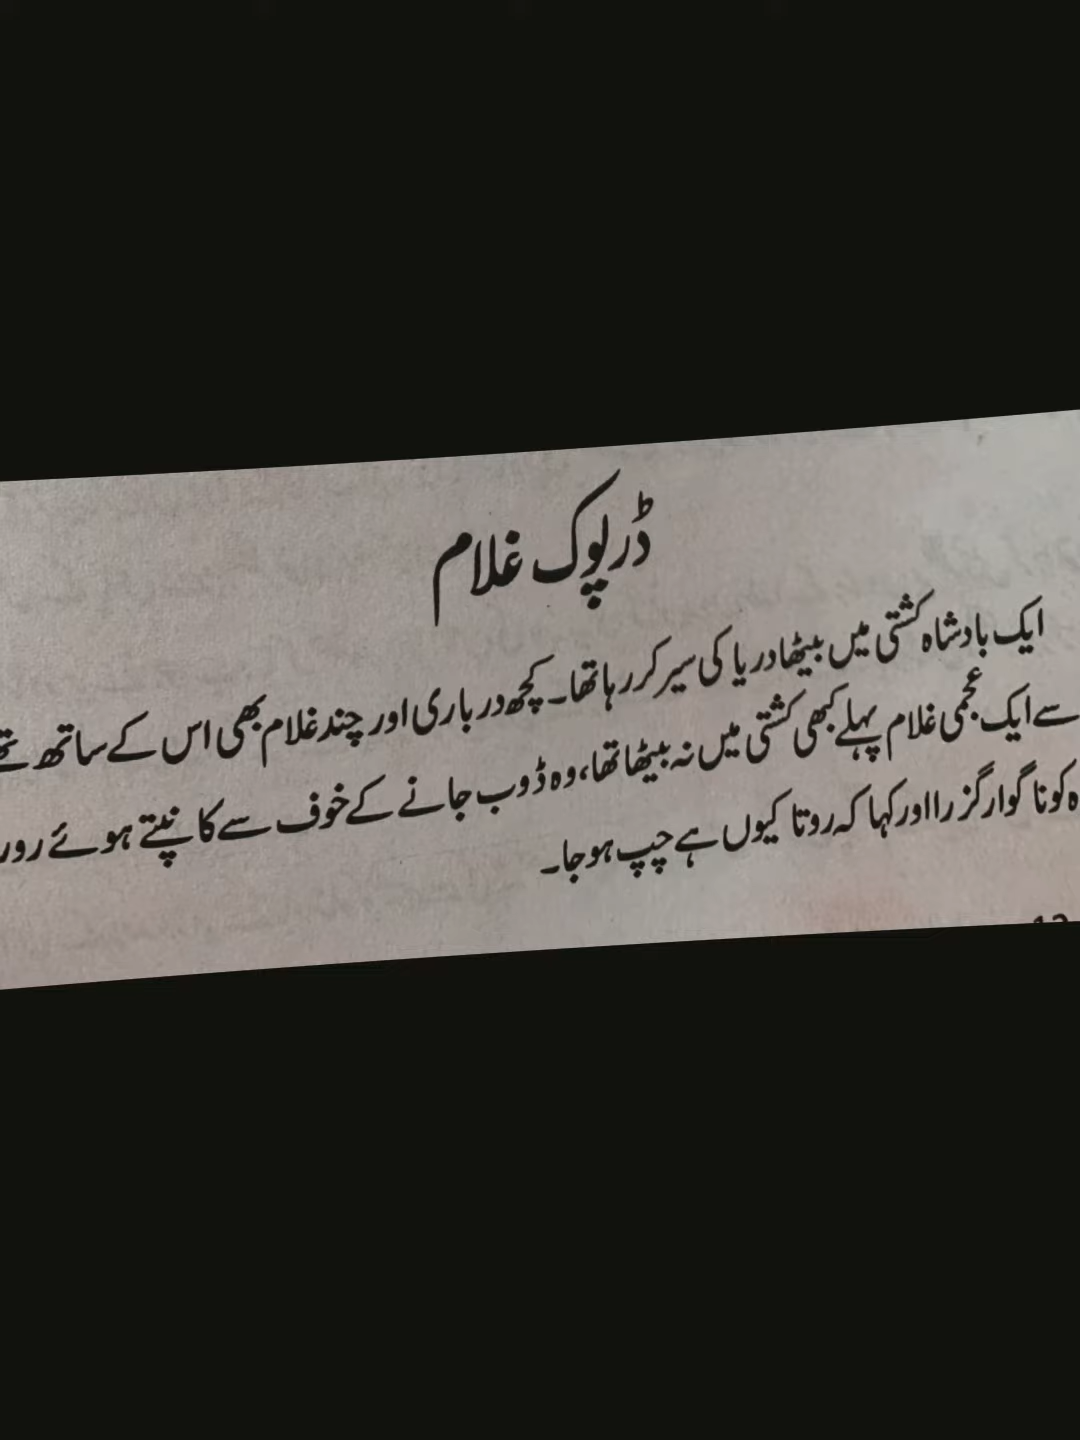 ڈرپوک غلام
ایک بادشاہ کشتی میں بیٹھا دریا کی سیر کر رہا تھا۔ کچھ درباری اور چند غلام بھی اس کے ساتھ
سے ایک عجمی غلام پہلے کبھی کشتی میں نہ بیٹھا تھا، وہ ڈوب جانے کے خوف سے کانپتے ہوئے
کو ناگوار گزرا اور کہا کہ روتا کیوں ہے چپ ہو جا۔